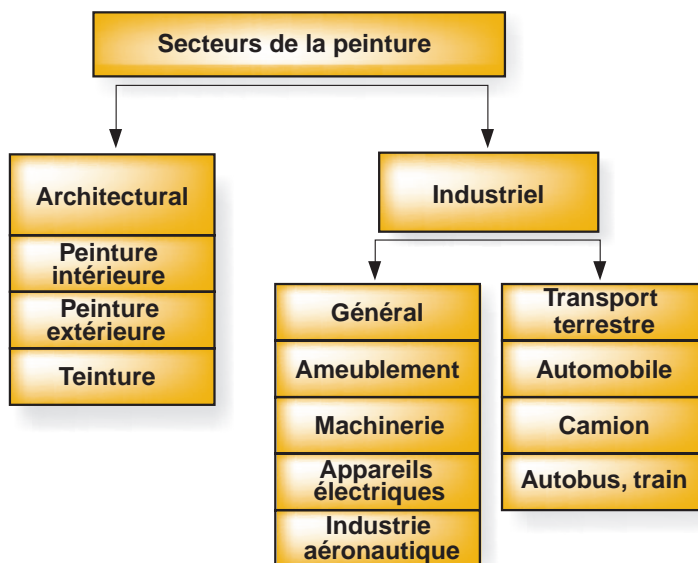 Secteurs de la peinture
Architectural
Peinture
intérieure
Peinture
extérieure
Teinture
Industriel
Général
Ameublement
Machinerie
Appareils
électriques
Industrie
aéronautique
Transport
terrestre
Automobile
Camion
Autobus, train